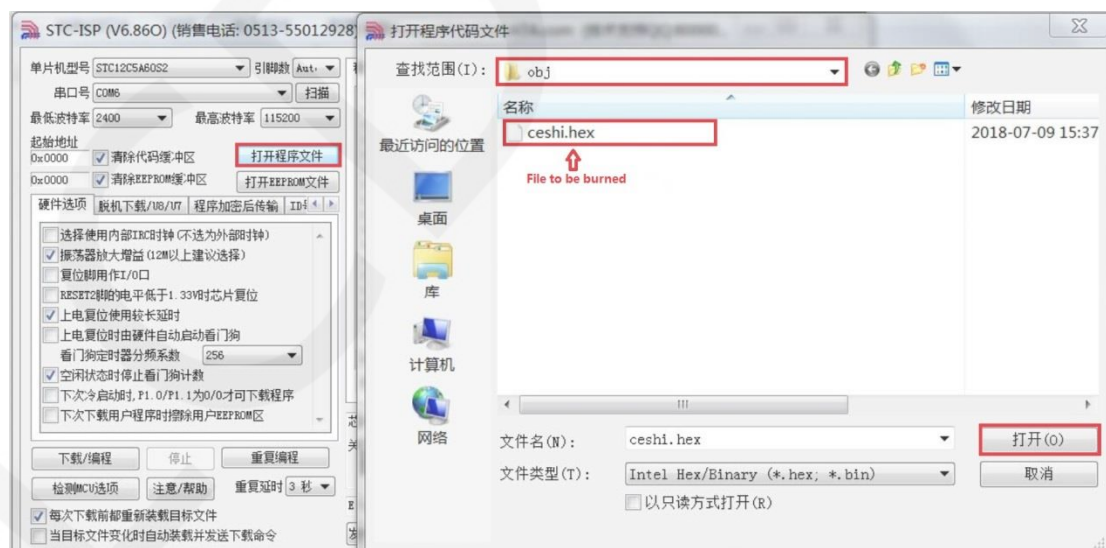 STC-ISP (V6.86O) (销售电话: 0513-55012928)
单片机型号 STC12C5A60S2 引脚数 Aut
串口号 COM6 扫描
最低波特率 2400 最高波特率 115200
起始地址
0x0000 清除代码缓冲区 打开程序文件
0x0000 清除EEPROM缓冲区 打开EEPROM文件
硬件选项 脱机下载/U8/U7 程序加密后传输 ID
选择使用内部IRC时钟(不选为外部时钟)
振荡器放大增益(12M以上建议选择)
复位脚用作I/O口
RESET2脚的电平低于1.33V时芯片复位
上电复位使用较长延时
上电复位时由硬件自动启动看门狗
看门狗定时器分频系数 256
空闲状态时停止看门狗计数
下次冷启动时,P1.0/P1.1为0/0才可下载程序
下次下载用户程序时擦除用户EEPROM区
下载/编程 停止 重复编程
检测MCU选项 注意/帮助 重复延时 3 秒
每次下载前都重新装载目标文件
当目标文件变化时自动装载并发送下载命令
打开程序代码文件
查找范围(I): obj
名称 修改日期
ceshi.hex 2018-07-09 15:37
File to be burned
最近访问的位置
桌面
库
计算机
网络
文件名(N): ceshi.hex 打开(O)
文件类型(T): Intel Hex/Binary (*.hex; *.bin) 取消
以只读方式打开(R)